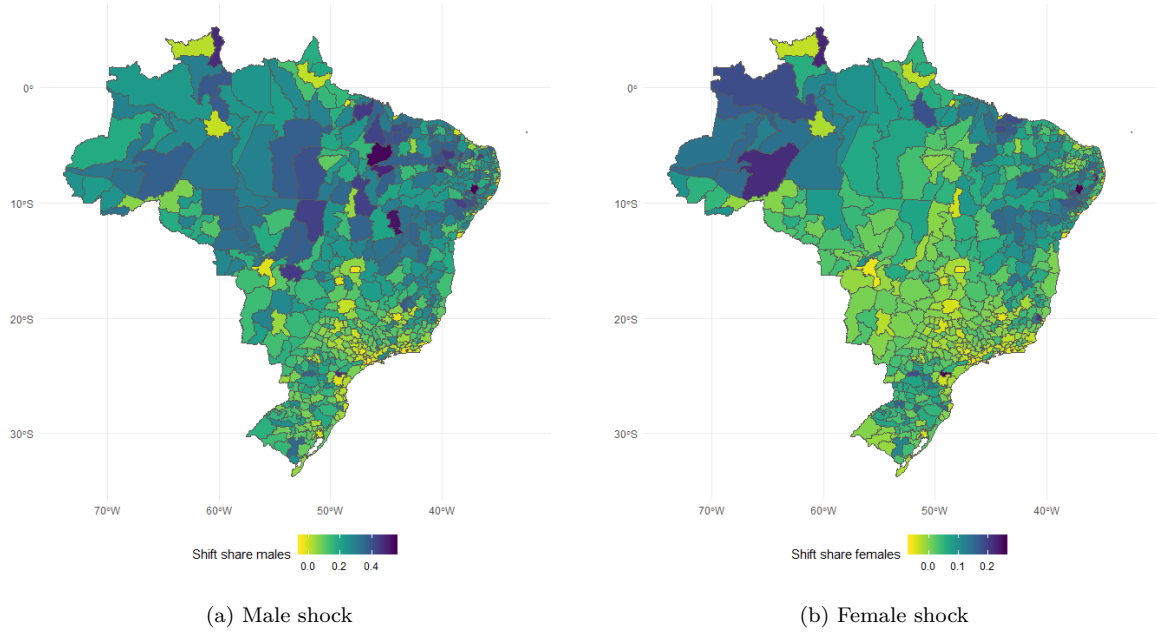 0° 0°
10°S 10°S
20°S 20°S
30°S 30°S
70°W 60°W 50°W 40°W 70°W 60°W 50°W 40°W
Shift share males Shift share females
0.0 0.2 0.4 0.0 0.1 0.2
(a) Male shock (b) Female shock